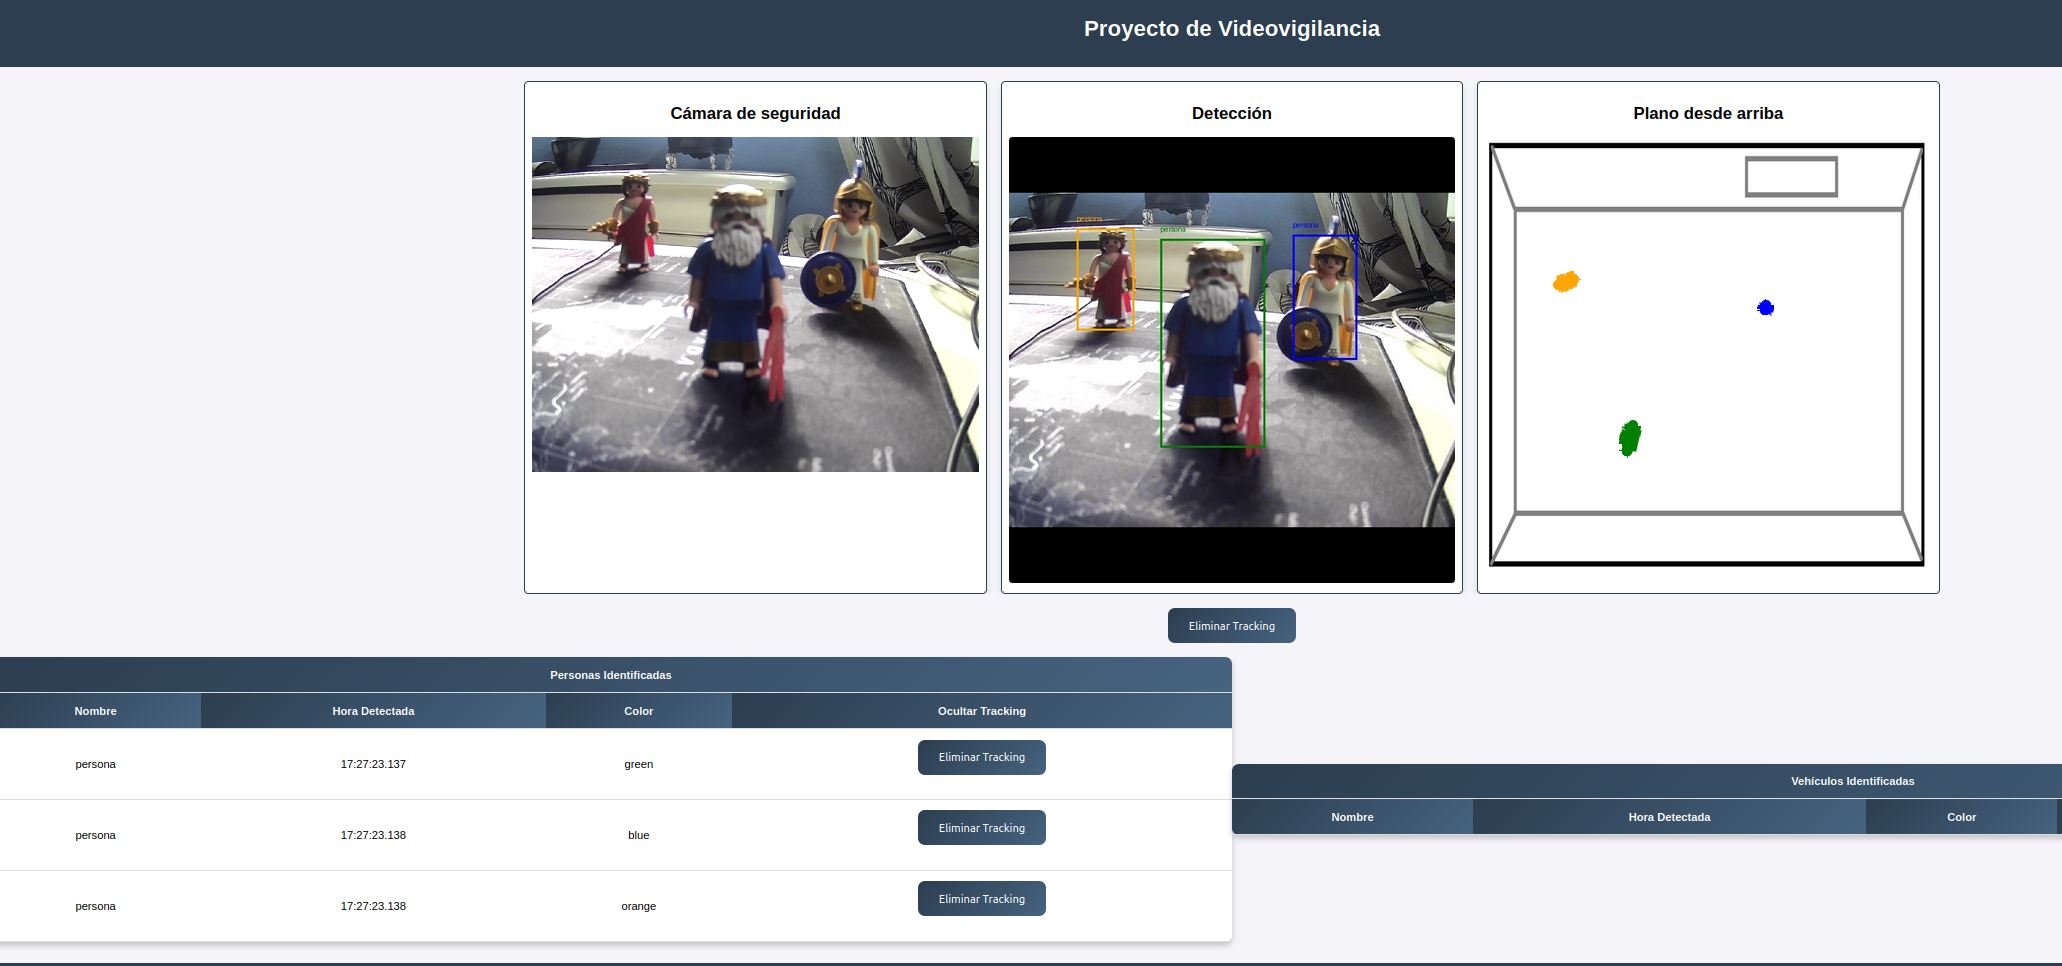 Proyecto de Videovigilancia
Cámara de seguridad
Detección
Plano desde arriba
persona
persona
persona
Eliminar Tracking
Personas Identificadas
Nombre Hora Detectada Color Ocultar Tracking
persona 17:27:23.137 green Eliminar Tracking
persona 17:27:23.138 blue Eliminar Tracking
persona 17:27:23.138 orange Eliminar Tracking
Vehículos Identificadas
Nombre Hora Detectada Color